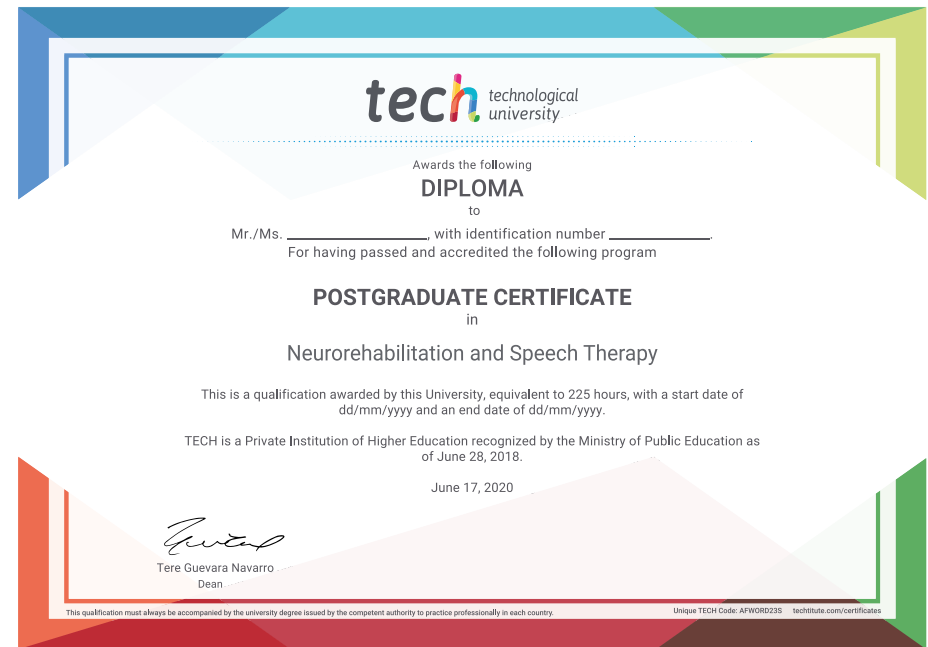 tech technological
university
Awards the following
DIPLOMA
to
Mr./Ms. ____________________, with identification number ______________.
For having passed and accredited the following program
POSTGRADUATE CERTIFICATE
in
Neurorehabilitation and Speech Therapy
This is a qualification awarded by this University, equivalent to 225 hours, with a start date of
dd/mm/yyyy and an end date of dd/mm/yyyy.
TECH is a Private Institution of Higher Education recognized by the Ministry of Public Education as
of June 28, 2018.
June 17, 2020
Tere Guevara Navarro
Dean
This qualification must always be accompanied by the university degree issued by the competent authority to practice professionally in each country.
Unique TECH Code: AFWORD23S techtitute.com/certificates